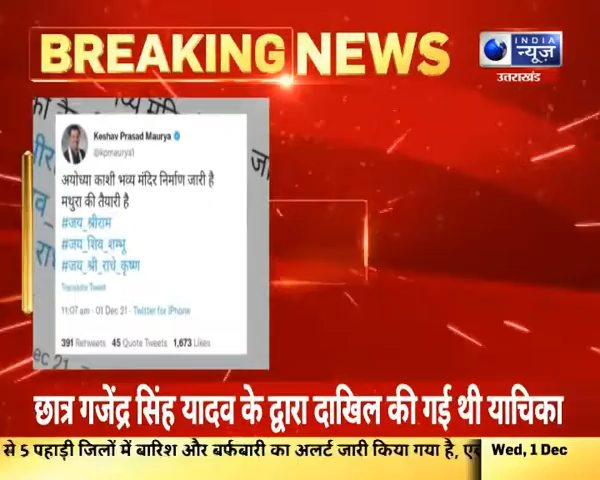 BREAKING NEWS
INDIA
न्यूज़
उत्तराखंड
Keshav Prasad Maurya
@kpmaurya1
अयोध्या काशी भव्य मंदिर निर्माण जारी है
मथुरा की तैयारी है
#जय_श्रीराम
#जय_शिव_शम्भू
#जय_श्री_राधे_कृष्ण
Translate Tweet
11:07 am · 01 Dec 21 · Twitter for iPhone
391 Retweets 45 Quote Tweets 1,673 Likes
ec 21
छात्र गजेंद्र सिंह यादव के द्वारा दाखिल की गई थी याचिका
से 5 पहाड़ी जिलों में बारिश और बर्फबारी का अलर्ट जारी किया गया है,
Wed, 1 Dec